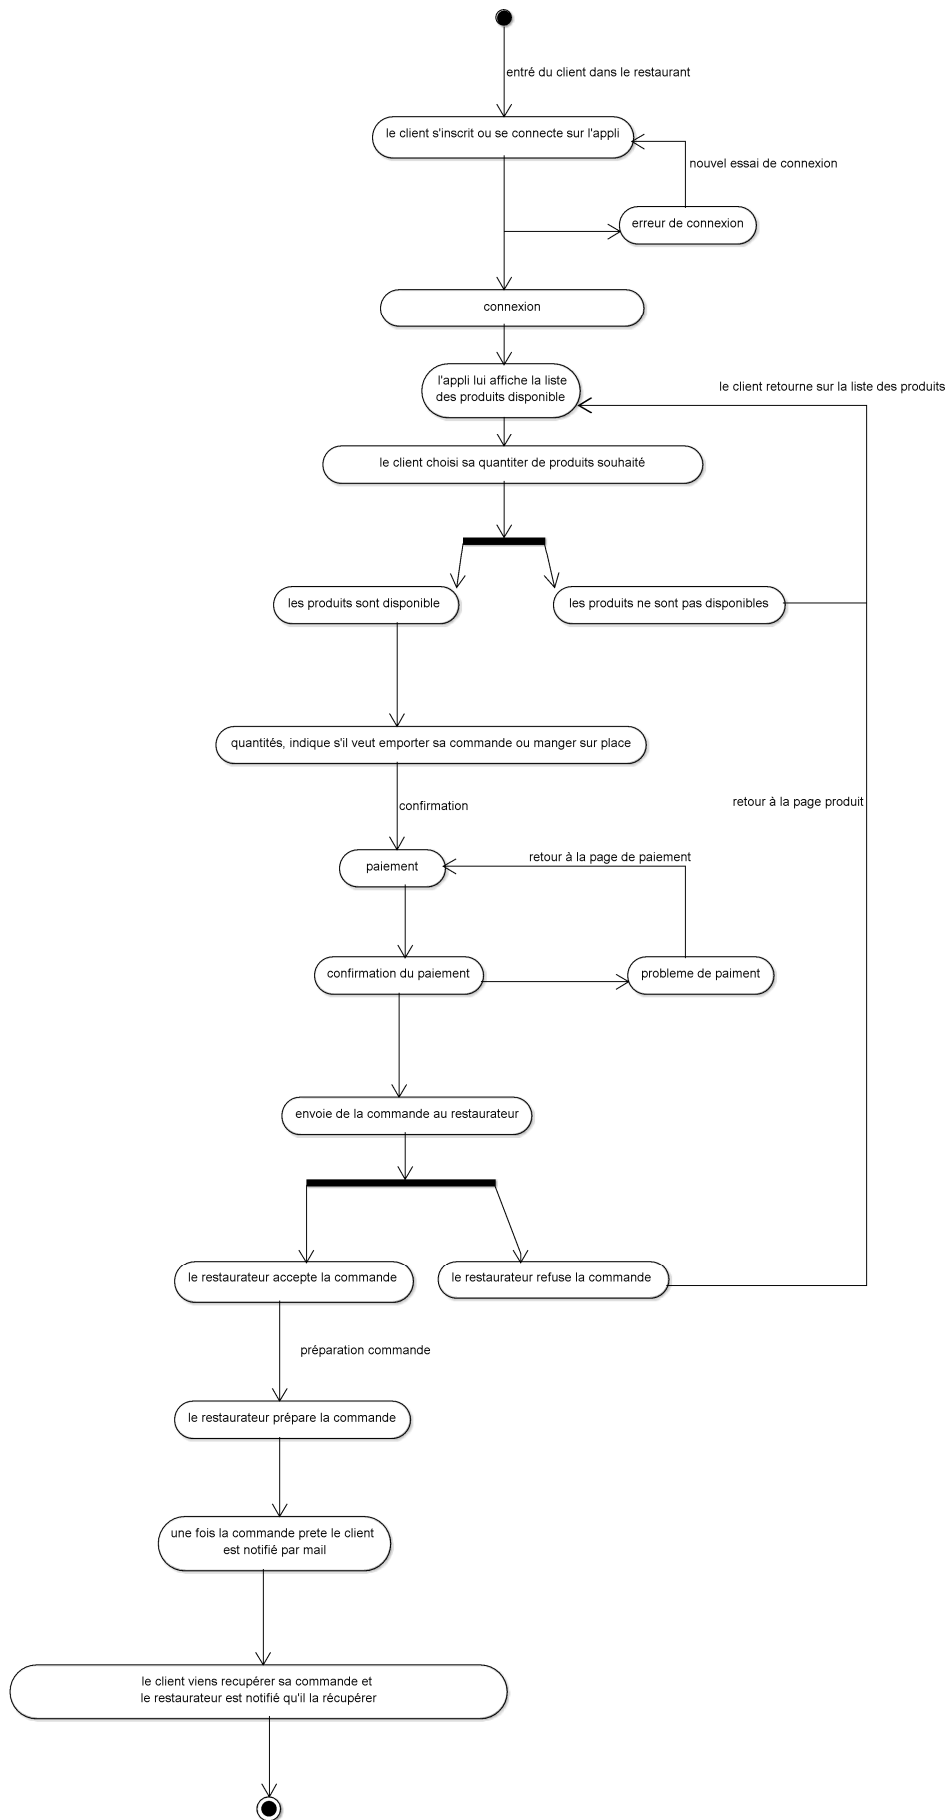 entré du client dans le restaurant
le client s'inscrit ou se connecte sur l'appli
nouvel essai de connexion
erreur de connexion
connexion
l'appli lui affiche la liste
des produits disponible
le client retourne sur la liste des produits
le client choisi sa quantiter de produits souhaité
les produits sont disponible
les produits ne sont pas disponibles
quantités, indique s'il veut emporter sa commande ou manger sur place
confirmation
retour à la page produit
paiement
retour à la page de paiement
confirmation du paiement
probleme de paiment
envoie de la commande au restaurateur
le restaurateur accepte la commande
le restaurateur refuse la commande
préparation commande
le restaurateur prépare la commande
une fois la commande prete le client
est notifié par mail
le client viens recupérer sa commande et
le restaurateur est notifié qu'il la récupérer